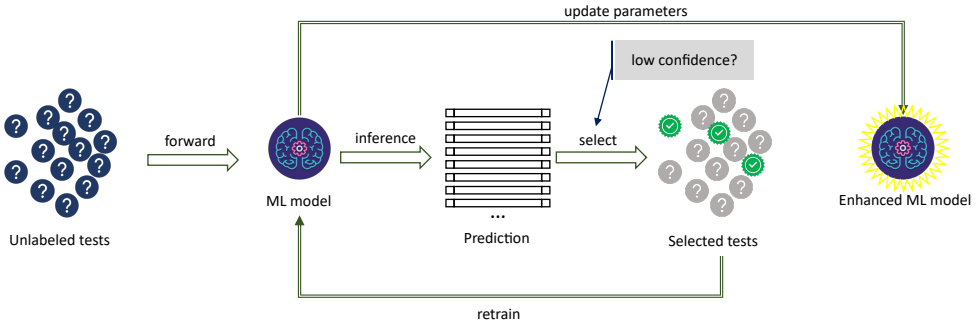 update parameters
low confidence?
? ? ? ? ? ? ? ? ? ? ? ? ? ?
forward
inference
select
? ? ? ? ? ? ? ? ? ? ?
ML model
Enhanced ML model
...
Unlabeled tests
Prediction
Selected tests
retrain